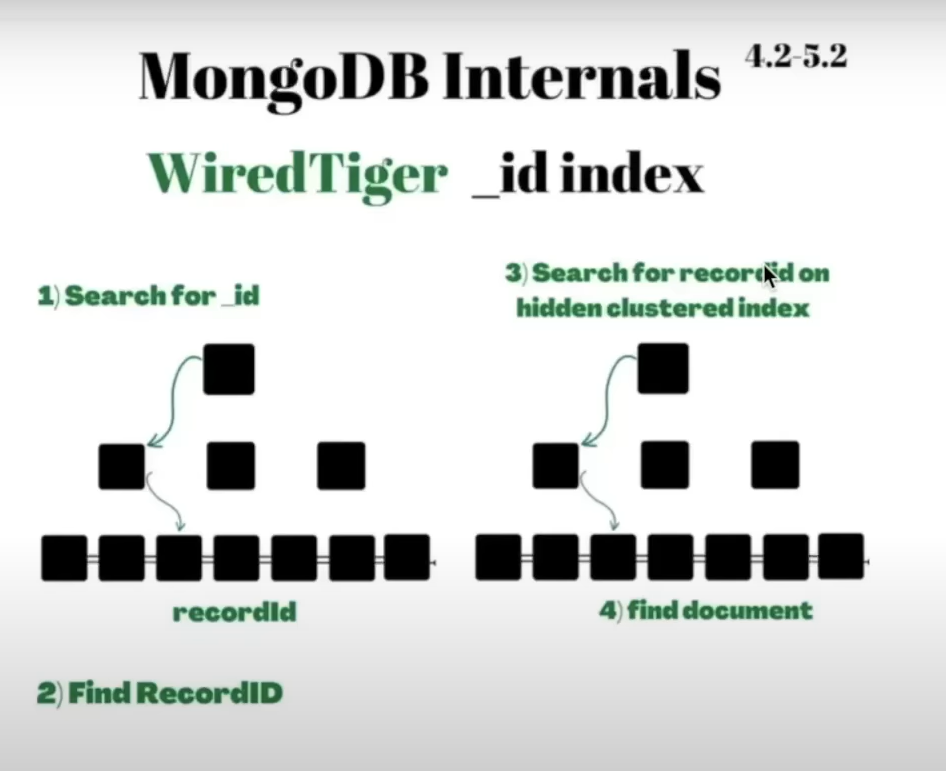 MongoDB Internals 4.2-5.2
WiredTiger _id index
1) Search for _id
3) Search for recordid on
hidden clustered index
recordId
4) find document
2) Find RecordID